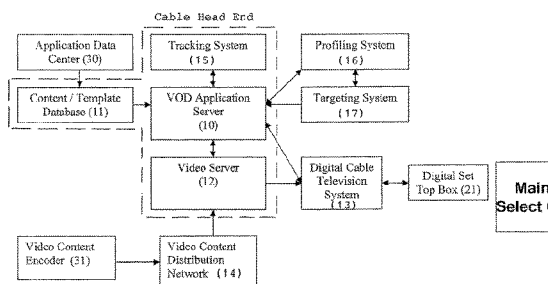 Cable Head End
Application Data
Center (30)
Tracking System
(15)
Profiling System
(16)
Content / Template
Database (11)
VOD Application
Server
(10)
Targeting System
(17)
Video Server
(12)
Digital Cable
Television
System
(13)
Digital Set
Top Box (21)
Main
Select
Video Content
Encoder (31)
Video Content
Distribution
Network (14)